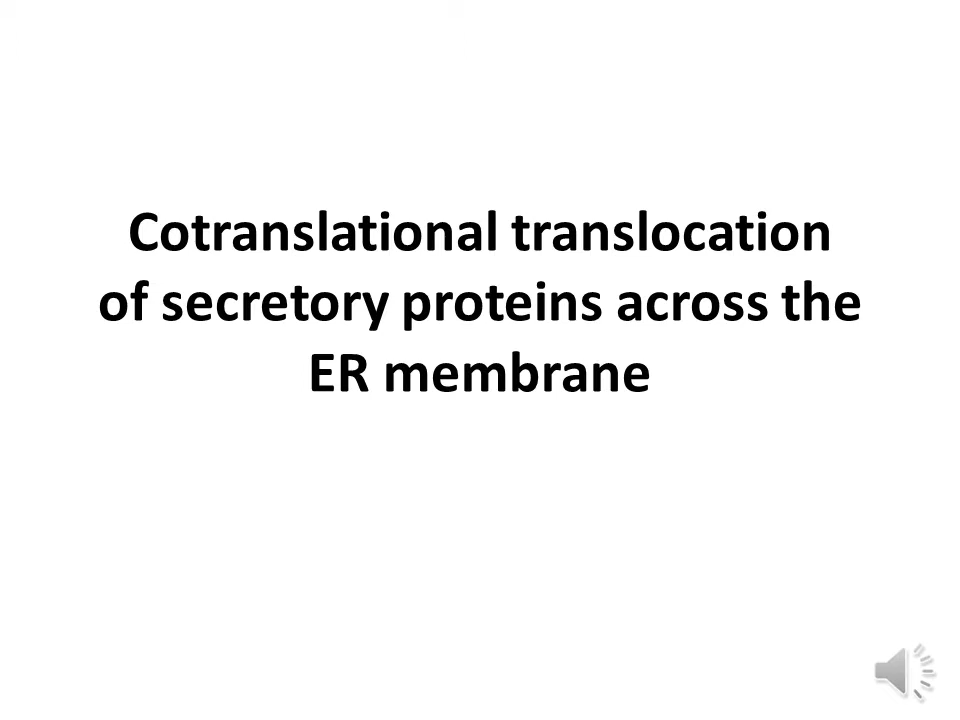 Cotranslational translocation
of secretory proteins across the
ER membrane